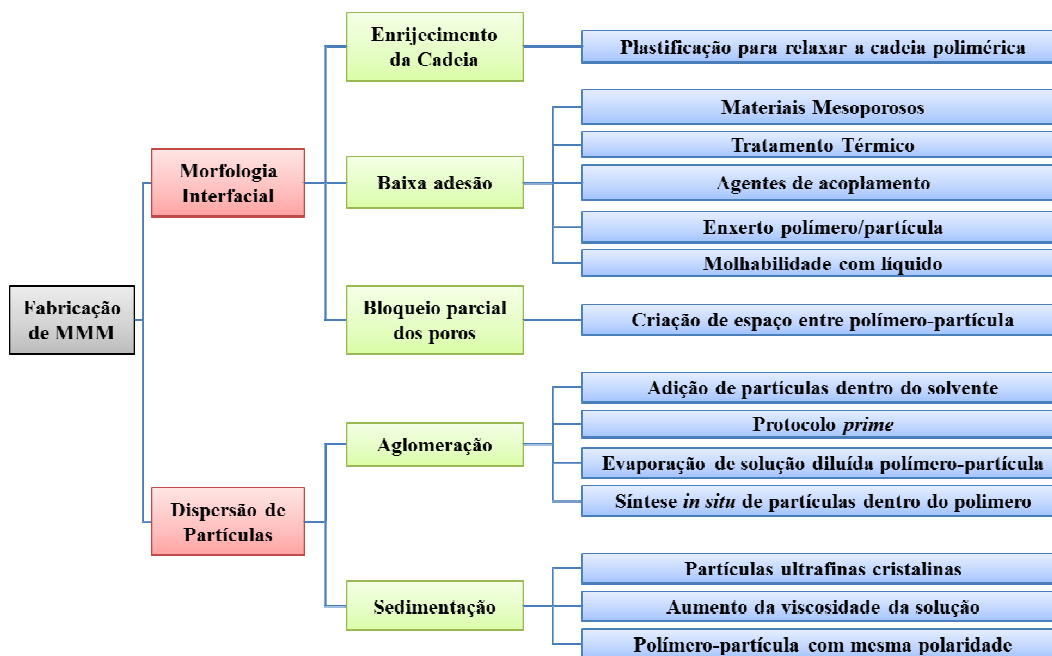 Fabricação
de MMM
Morfologia
Interfacial
Enrijecimento
da Cadeia
Plastificação para relaxar a cadeia polimérica
Baixa adesão
Materiais Mesoporosos
Tratamento Térmico
Agentes de acoplamento
Enxerto polímero/partícula
Molhabilidade com líquido
Bloqueio parcial
dos poros
Criação de espaço entre polímero-partícula
Dispersão de
Partículas
Aglomeração
Adição de partículas dentro do solvente
Protocolo prime
Evaporação de solução diluída polímero-partícula
Síntese in situ de partículas dentro do polimero
Sedimentação
Partículas ultrafinas cristalinas
Aumento da viscosidade da solução
Polímero-partícula com mesma polaridade